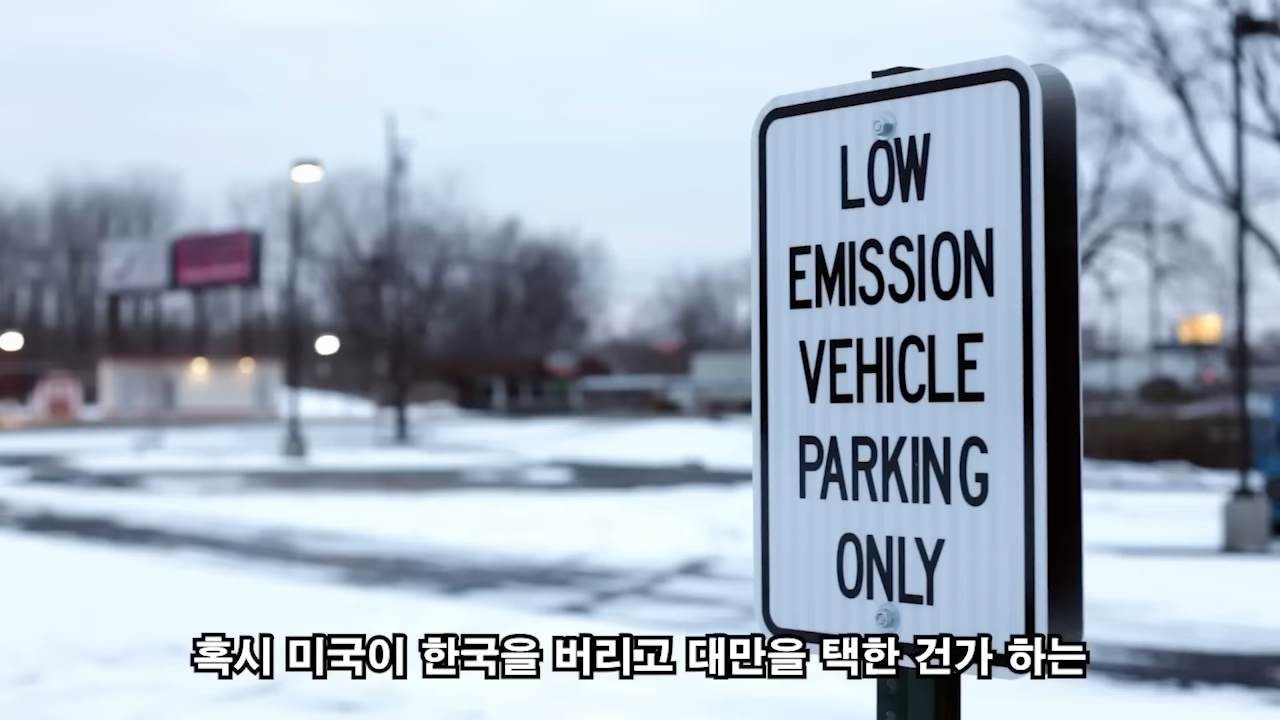 LOW
EMISSION
VEHICLE
PARKING
ONLY
혹시 미국이 한국을 버리고 대만을 택한 건가 하는